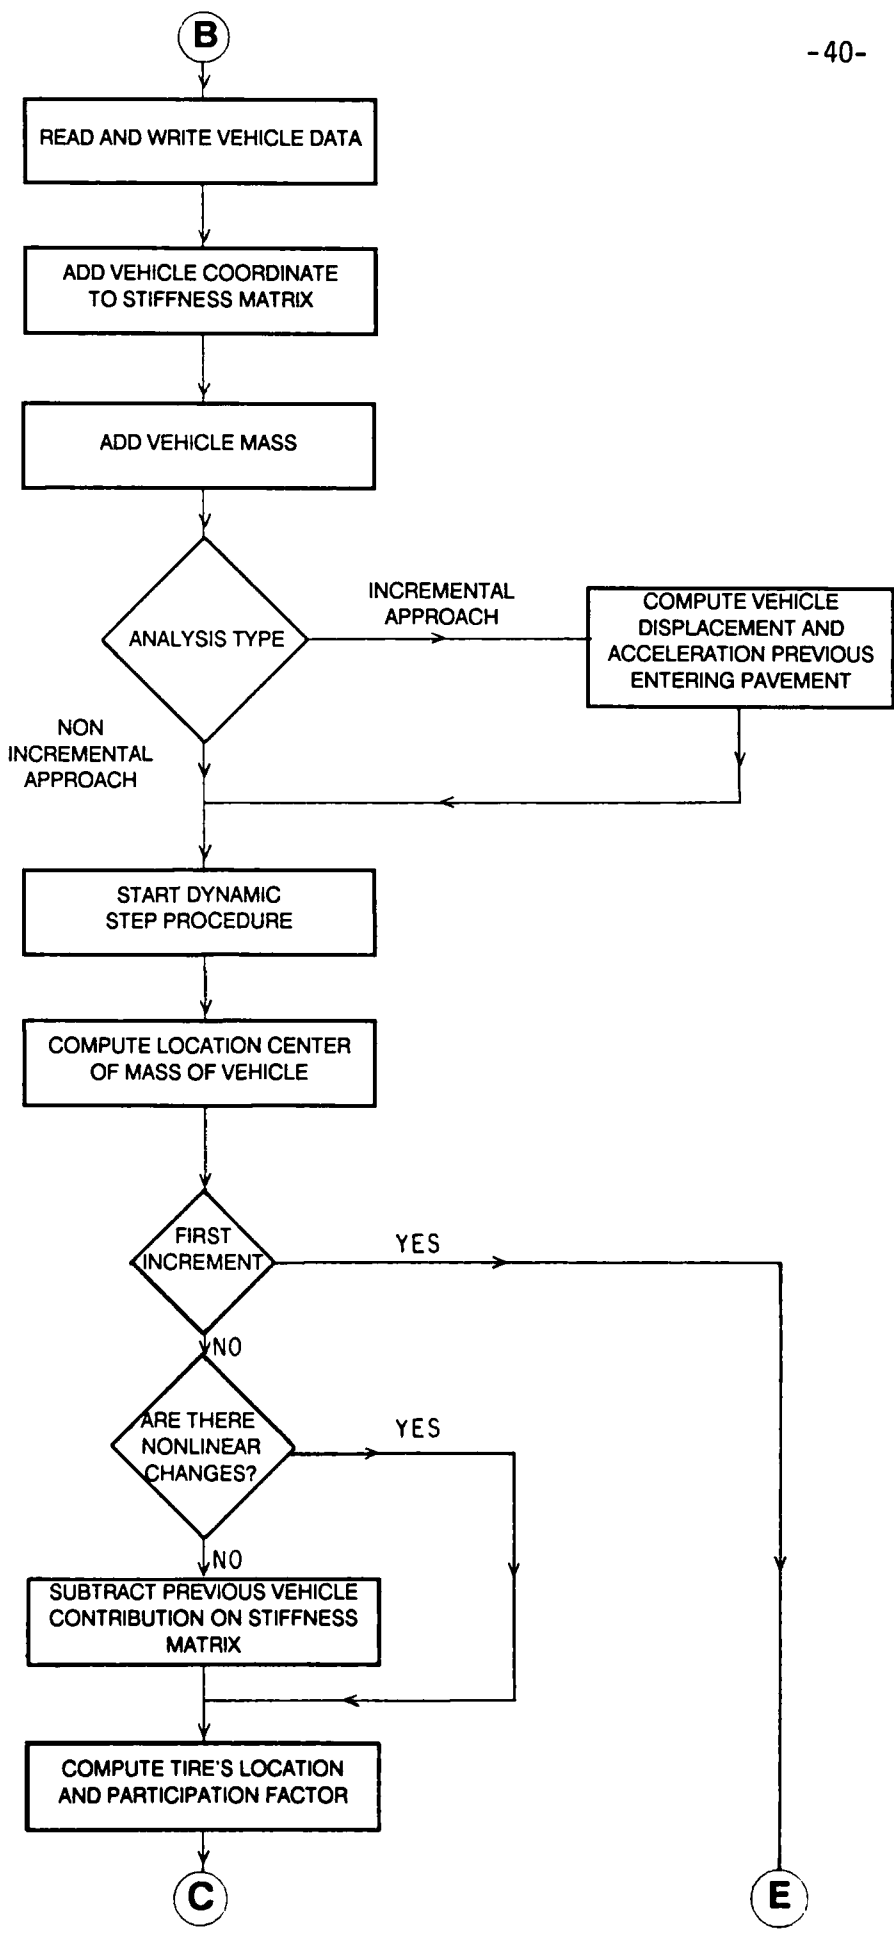 B
-40-
READ AND WRITE VEHICLE DATA
ADD VEHICLE COORDINATE
TO STIFFNESS MATRIX
ADD VEHICLE MASS
ANALYSIS TYPE
INCREMENTAL
APPROACH
COMPUTE VEHICLE
DISPLACEMENT AND
ACCELERATION PREVIOUS
ENTERING PAVEMENT
NON
INCREMENTAL
APPROACH
START DYNAMIC
STEP PROCEDURE
COMPUTE LOCATION CENTER
OF MASS OF VEHICLE
FIRST
INCREMENT
YES
NO
ARE THERE
NONLINEAR
CHANGES?
YES
NO
SUBTRACT PREVIOUS VEHICLE
CONTRIBUTION ON STIFFNESS
MATRIX
COMPUTE TIRE'S LOCATION
AND PARTICIPATION FACTOR
C
E